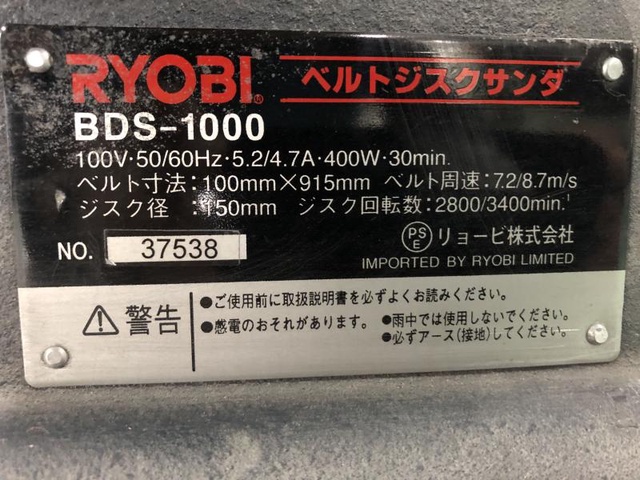 RYOBI® ベルトジスクサンダ
BDS-1000
100V·50/60Hz·5.2/4.7A·400W·30min.
ベルト寸法:100mm×915mm ベルト周速:7.2/8.7m/s
ジスク径 :150mm ジスク回転数:2800/3400min.¹
NO. 37538
PSE リョービ株式会社
IMPORTED BY RYOBI LIMITED
警告
●ご使用前に取扱説明書を必ずよくお読みください。
●感電のおそれがあります。 ●雨中では使用しないでください。
●必ずアース(接地)してください。